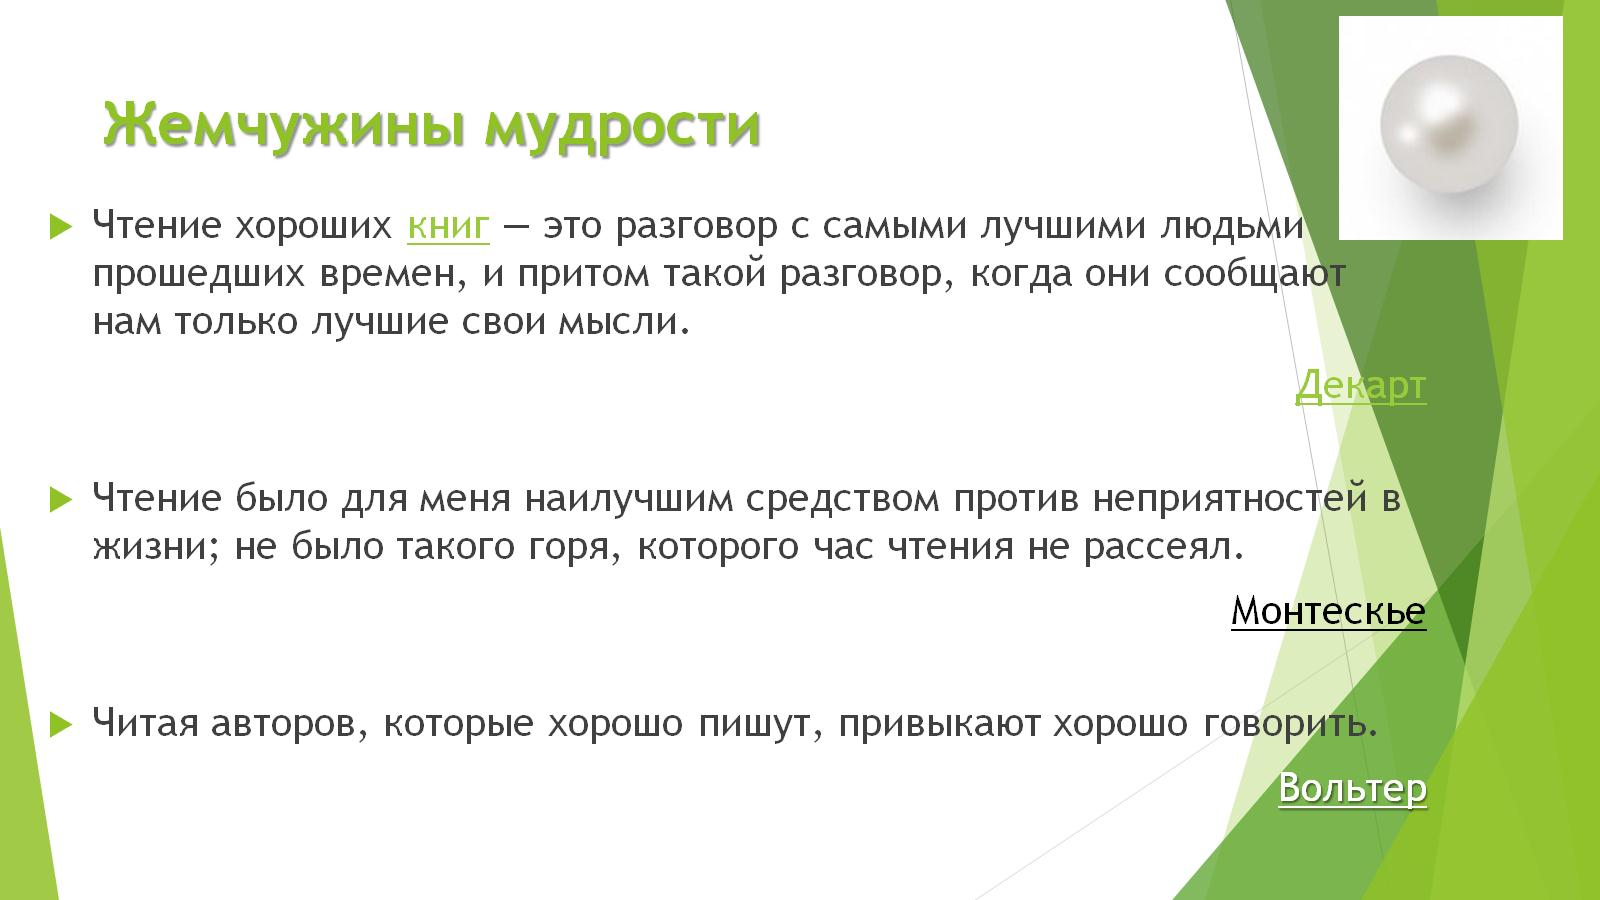 Жемчужины мудрости
Чтение хороших книг — это разговор с самыми лучшими людьми
прошедших времен, и притом такой разговор, когда они сообщают
нам только лучшие свои мысли.
Декарт
Чтение было для меня наилучшим средством против неприятностей в
жизни; не было такого горя, которого час чтения не рассеял.
Монтескье
Читая авторов, которые хорошо пишут, привыкают хорошо говорить.
Вольтер